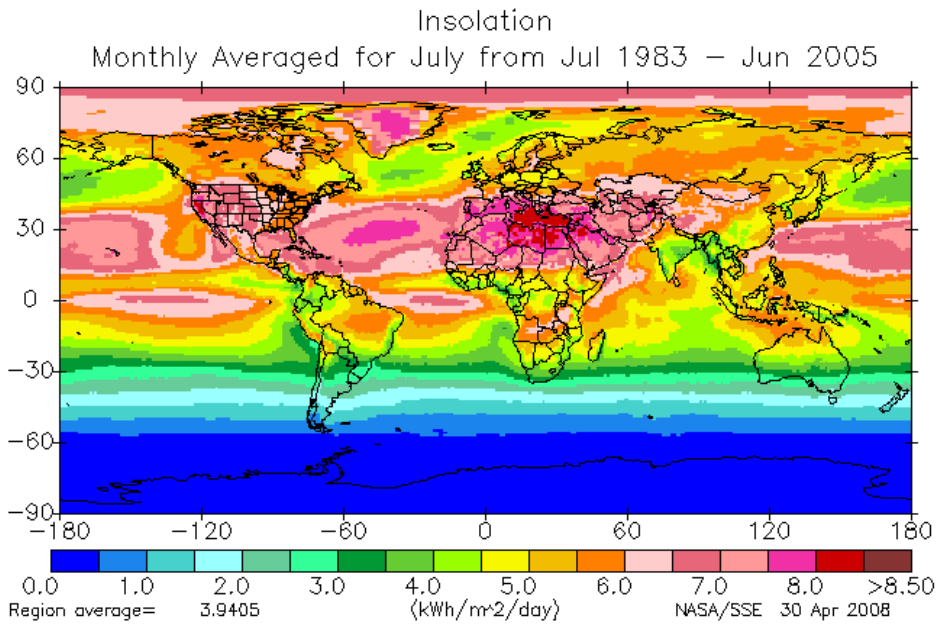 Insolation
Monthly Averaged for July from Jul 1983 – Jun 2005
90
60
30
0
−30
−60
−90
−180 −120 −60 0 60 120 180
0.0 1.0 2.0 3.0 4.0 5.0 6.0 7.0 8.0 >8.50
Region average= 3.9405 (kWh/m^2/day) NASA/SSE 30 Apr 2008